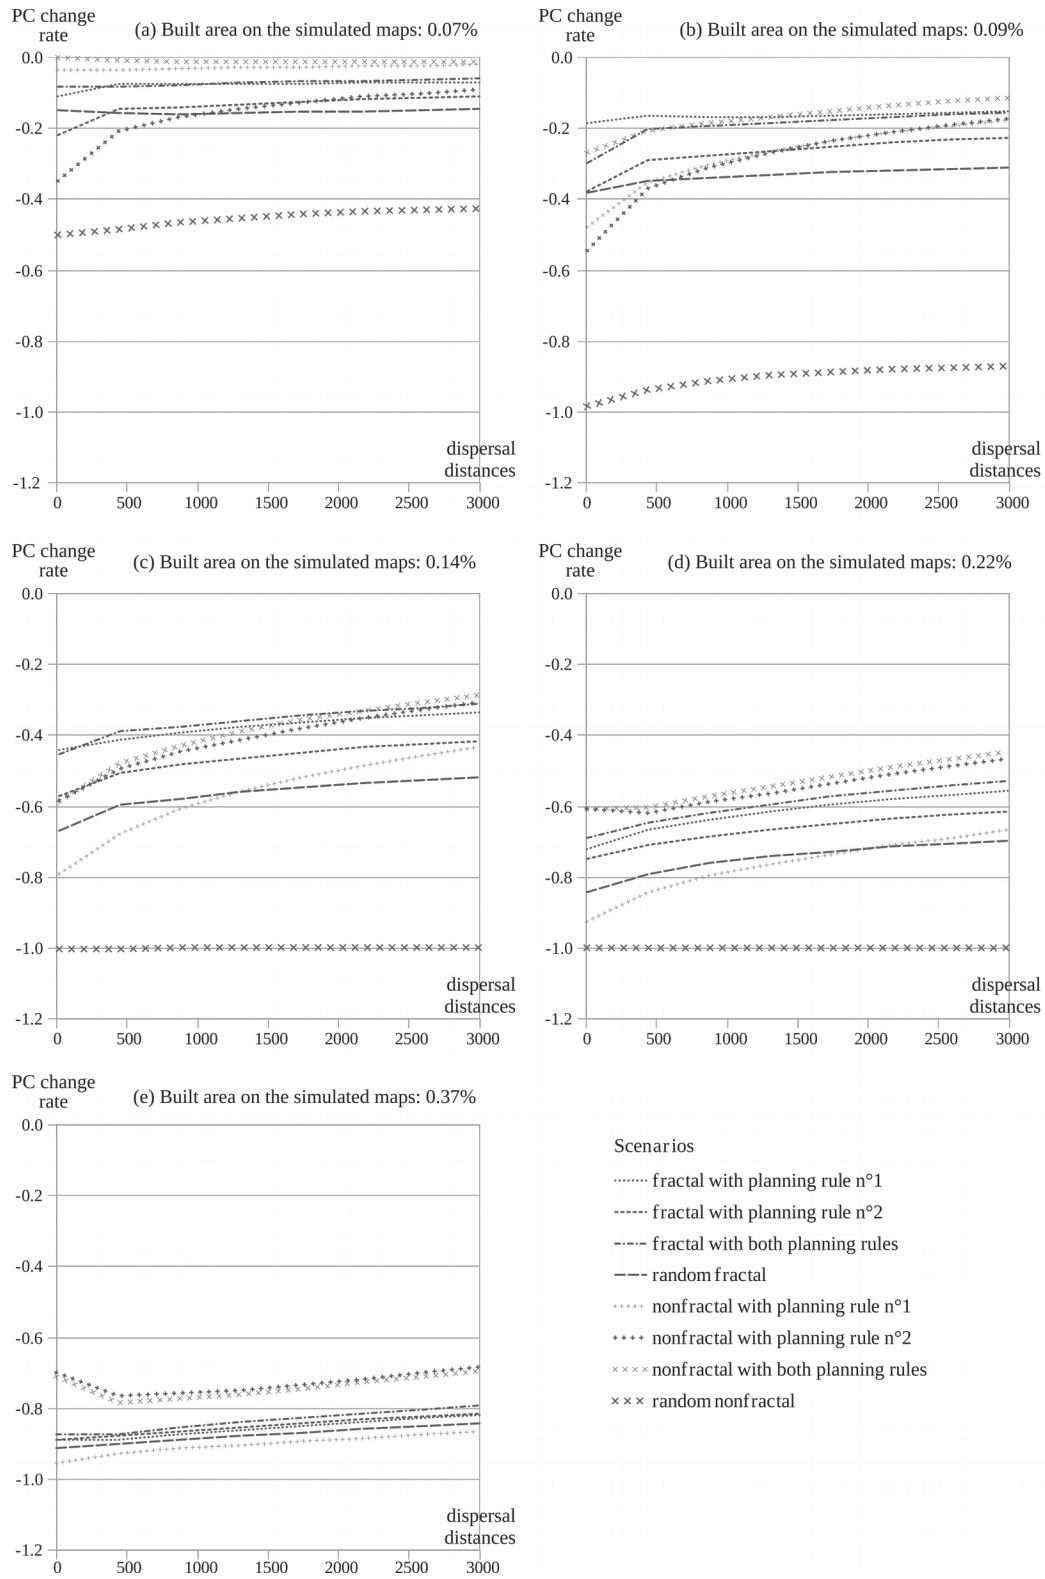 PC change
rate
(a) Built area on the simulated maps: 0.07%
0.0
-0.2
-0.4
-0.6
-0.8
-1.0
-1.2
dispersal
distances
0 500 1000 1500 2000 2500 3000
PC change
rate
(b) Built area on the simulated maps: 0.09%
0.0
-0.2
-0.4
-0.6
-0.8
-1.0
-1.2
dispersal
distances
0 500 1000 1500 2000 2500 3000
PC change
rate
(c) Built area on the simulated maps: 0.14%
0.0
-0.2
-0.4
-0.6
-0.8
-1.0
-1.2
dispersal
distances
0 500 1000 1500 2000 2500 3000
PC change
rate
(d) Built area on the simulated maps: 0.22%
0.0
-0.2
-0.4
-0.6
-0.8
-1.0
-1.2
dispersal
distances
0 500 1000 1500 2000 2500 3000
PC change
rate
(e) Built area on the simulated maps: 0.37%
0.0
-0.2
-0.4
-0.6
-0.8
-1.0
-1.2
dispersal
distances
0 500 1000 1500 2000 2500 3000
Scenarios
fractal with planning rule n°1
fractal with planning rule n°2
fractal with both planning rules
random fractal
nonfractal with planning rule n°1
nonfractal with planning rule n°2
nonfractal with both planning rules
random nonfractal